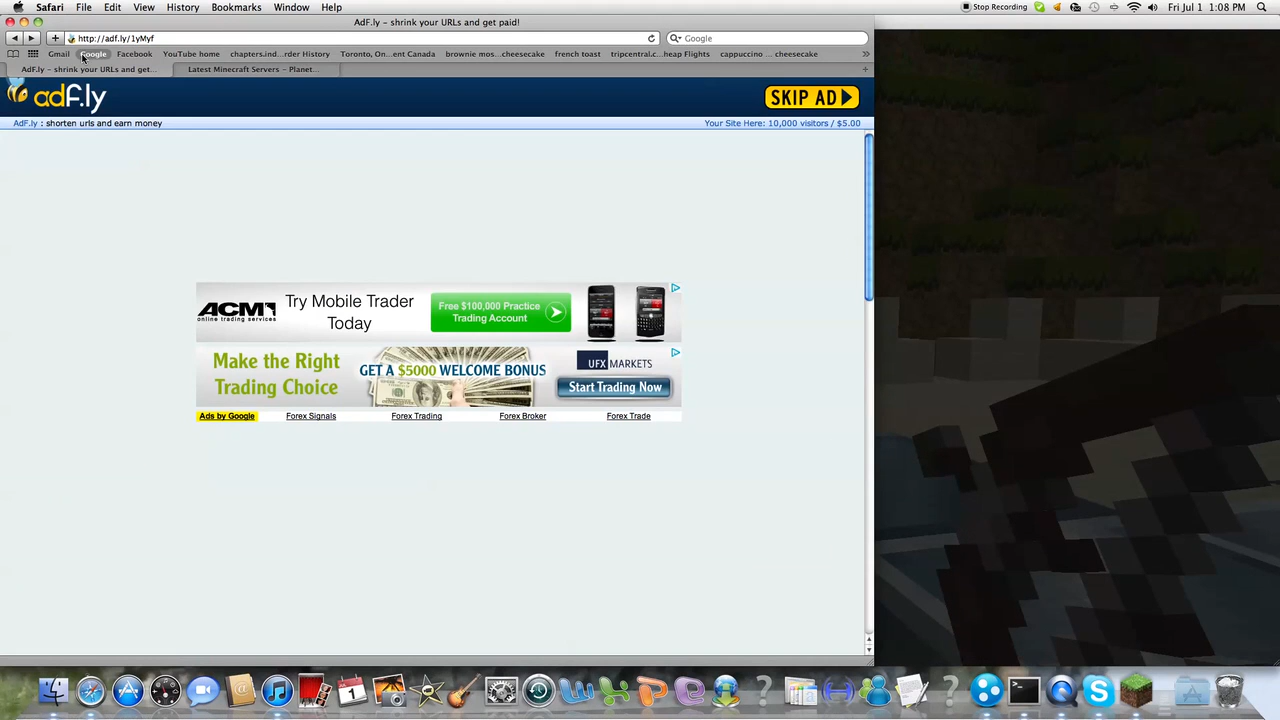 Safari File Edit View History Bookmarks Window Help Stop Recording Fri Jul 1 1:08 PM
AdF.ly - shrink your URLs and get paid!
http://adf.ly/1yMyf Google
Gmail Google Facebook YouTube home chapters.ind...rder History Toronto, On...ent Canada brownie mos...cheesecake french toast tripcentral.c...heap Flights cappuccino ... cheesecake »
AdF.ly - shrink your URLs and get... Latest Minecraft Servers - Planet...
adf.ly SKIP AD
AdF.ly : shorten urls and earn money Your Site Here: 10,000 visitors / $5.00
ACM
online trading services
Try Mobile Trader
Today
Free $100,000 Practice
Trading Account
Make the Right
Trading Choice
GET A $5000 WELCOME BONUS
UFX MARKETS
Start Trading Now
Ads by Google Forex Signals Forex Trading Forex Broker Forex Trade